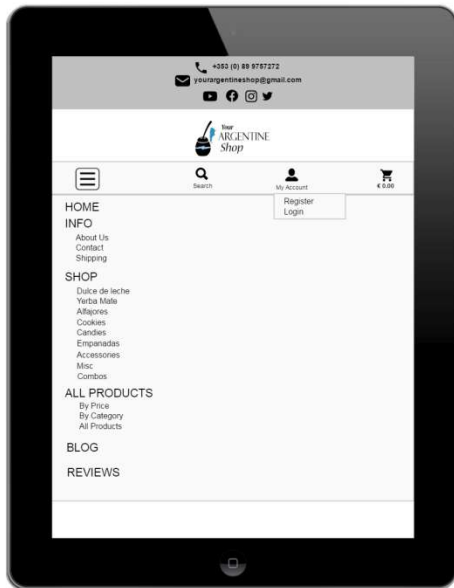 +353 (0) 89 9757272
yourargentineshop@gmail.com
Your
ARGENTINE
Shop
Search
My Account
€ 0.00
Register
Login
HOME
INFO
About Us
Contact
Shipping
SHOP
Dulce de leche
Yerba Mate
Alfajores
Cookies
Candies
Empanadas
Accessories
Misc
Combos
ALL PRODUCTS
By Price
By Category
All Products
BLOG
REVIEWS